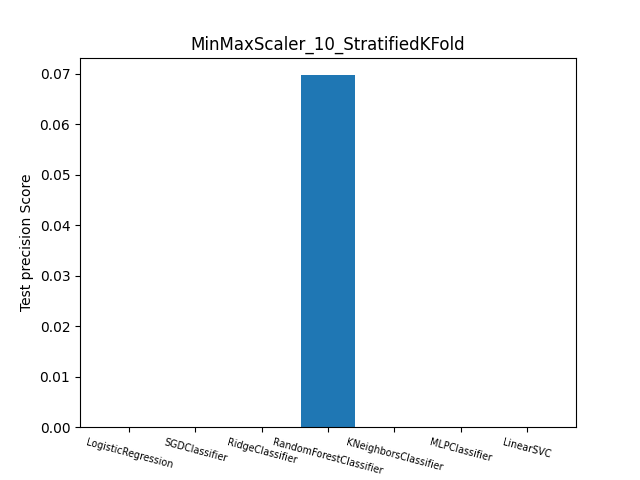 MinMaxScaler_10_StratifiedKFold
Test precision Score
0.07
0.06
0.05
0.04
0.03
0.02
0.01
0.00
LogisticRegression
SGDClassifier
RidgeClassifier
RandomForestClassifier
KNeighborsClassifier
MLPClassifier
LinearSVC